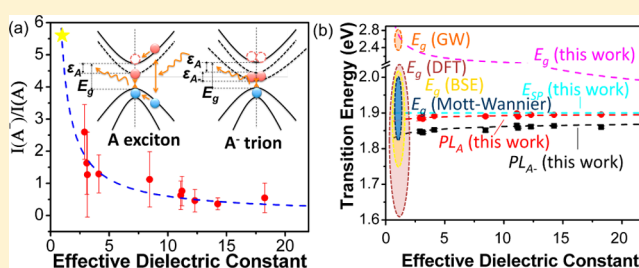 (a)
I(A⁻)/I(A)
6
5
4
3
2
1
0
0 5 10 15 20
Effective Dielectric Constant
ε_A
E_g
A exciton
ε_A
ε_A-
E_g
A⁻ trion
(b)
Transition Energy (eV)
2.8
2.4
2.0
1.9
1.8
1.7
1.6
0 5 10 15 20
Effective Dielectric Constant
E_g (GW)
E_g (this work)
E_g (DFT)
E_g (BSE)
E_SP (this work)
E_g (Mott-Wannier)
PL_A (this work)
PL_A- (this work)